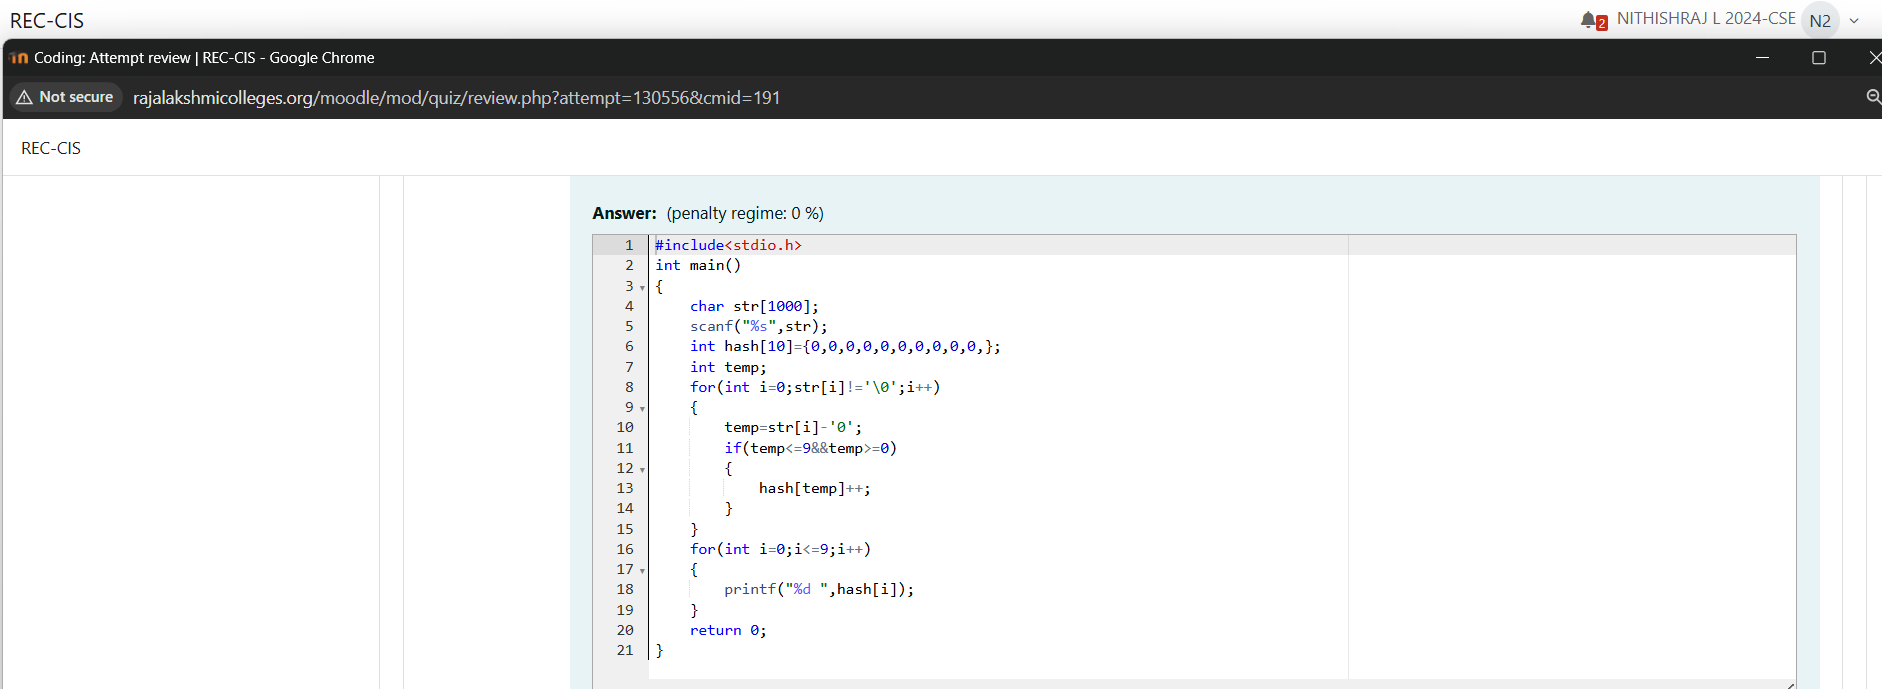 REC-CIS
2
NITHISHRAJ L 2024-CSE
N2
Coding: Attempt review | REC-CIS - Google Chrome
Not secure
rajalakshmicolleges.org/moodle/mod/quiz/review.php?attempt=130556&cmid=191
REC-CIS
Answer: (penalty regime: 0 %)
1 #include<stdio.h>
2 int main()
3 {
4     char str[1000];
5     scanf("%s",str);
6     int hash[10]={0,0,0,0,0,0,0,0,0,0,};
7     int temp;
8     for(int i=0;str[i]!='\0';i++)
9     {
10         temp=str[i]-'0';
11         if(temp<=9&&temp>=0)
12         {
13             hash[temp]++;
14         }
15     }
16     for(int i=0;i<=9;i++)
17     {
18         printf("%d ",hash[i]);
19     }
20     return 0;
21 }